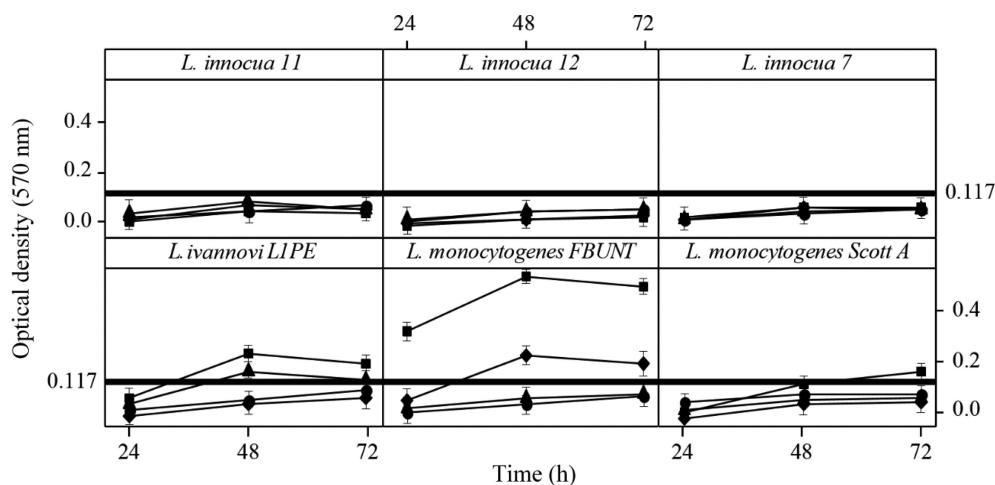 24 48 72
L. innocua 11 L. innocua 12 L. innocua 7
0.4
0.2
0.117
0.0
L.ivannovi L1PE L. monocytogenes FBUNT L. monocytogenes Scott A
0.4
0.2
0.117
0.0
24 48 72 24 48 72
Time (h)
Optical density (570 nm)